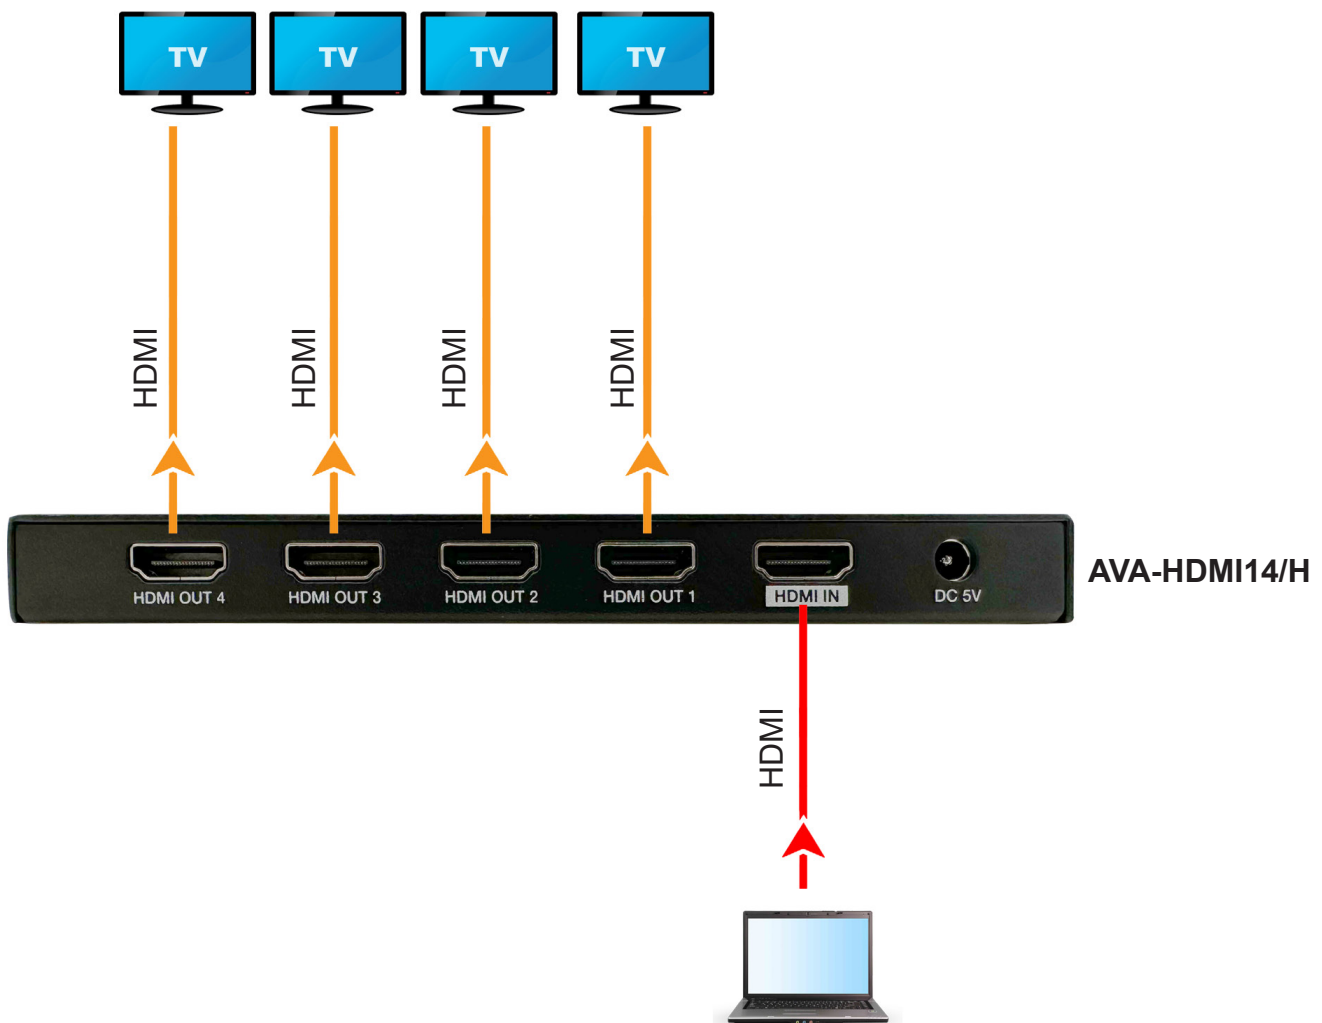 TV TV TV TV
HDMI HDMI HDMI HDMI
HDMI OUT 4 HDMI OUT 3 HDMI OUT 2 HDMI OUT 1 HDMI IN DC 5V
AVA-HDMI14/H
HDMI